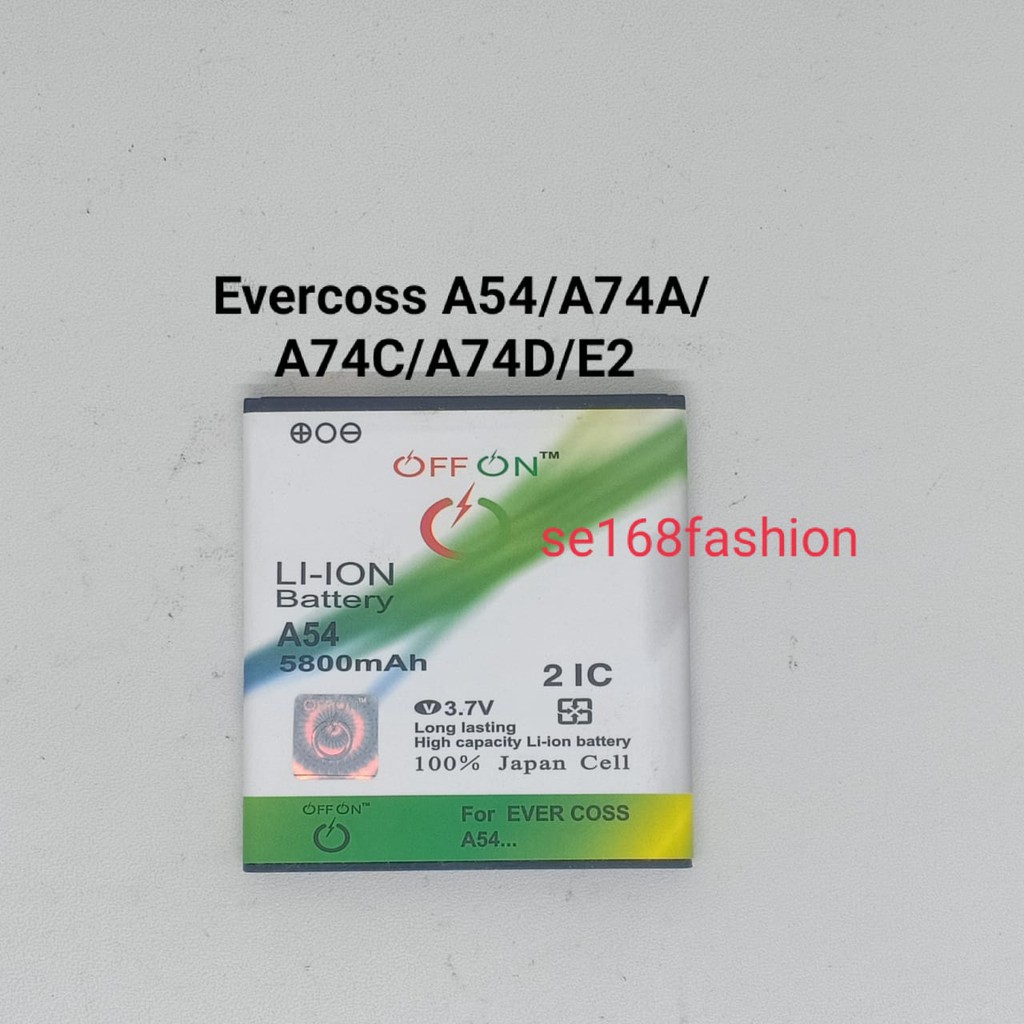 Evercoss A54/A74A/
A74C/A74D/E2
⊕○⊖
OFF ON™
se168fashion
LI-ION
Battery
A54
5800mAh
2 IC
V 3.7V
Long lasting
High capacity Li-ion battery
100% Japan Cell
OFF ON™
For EVER COSS
A54...